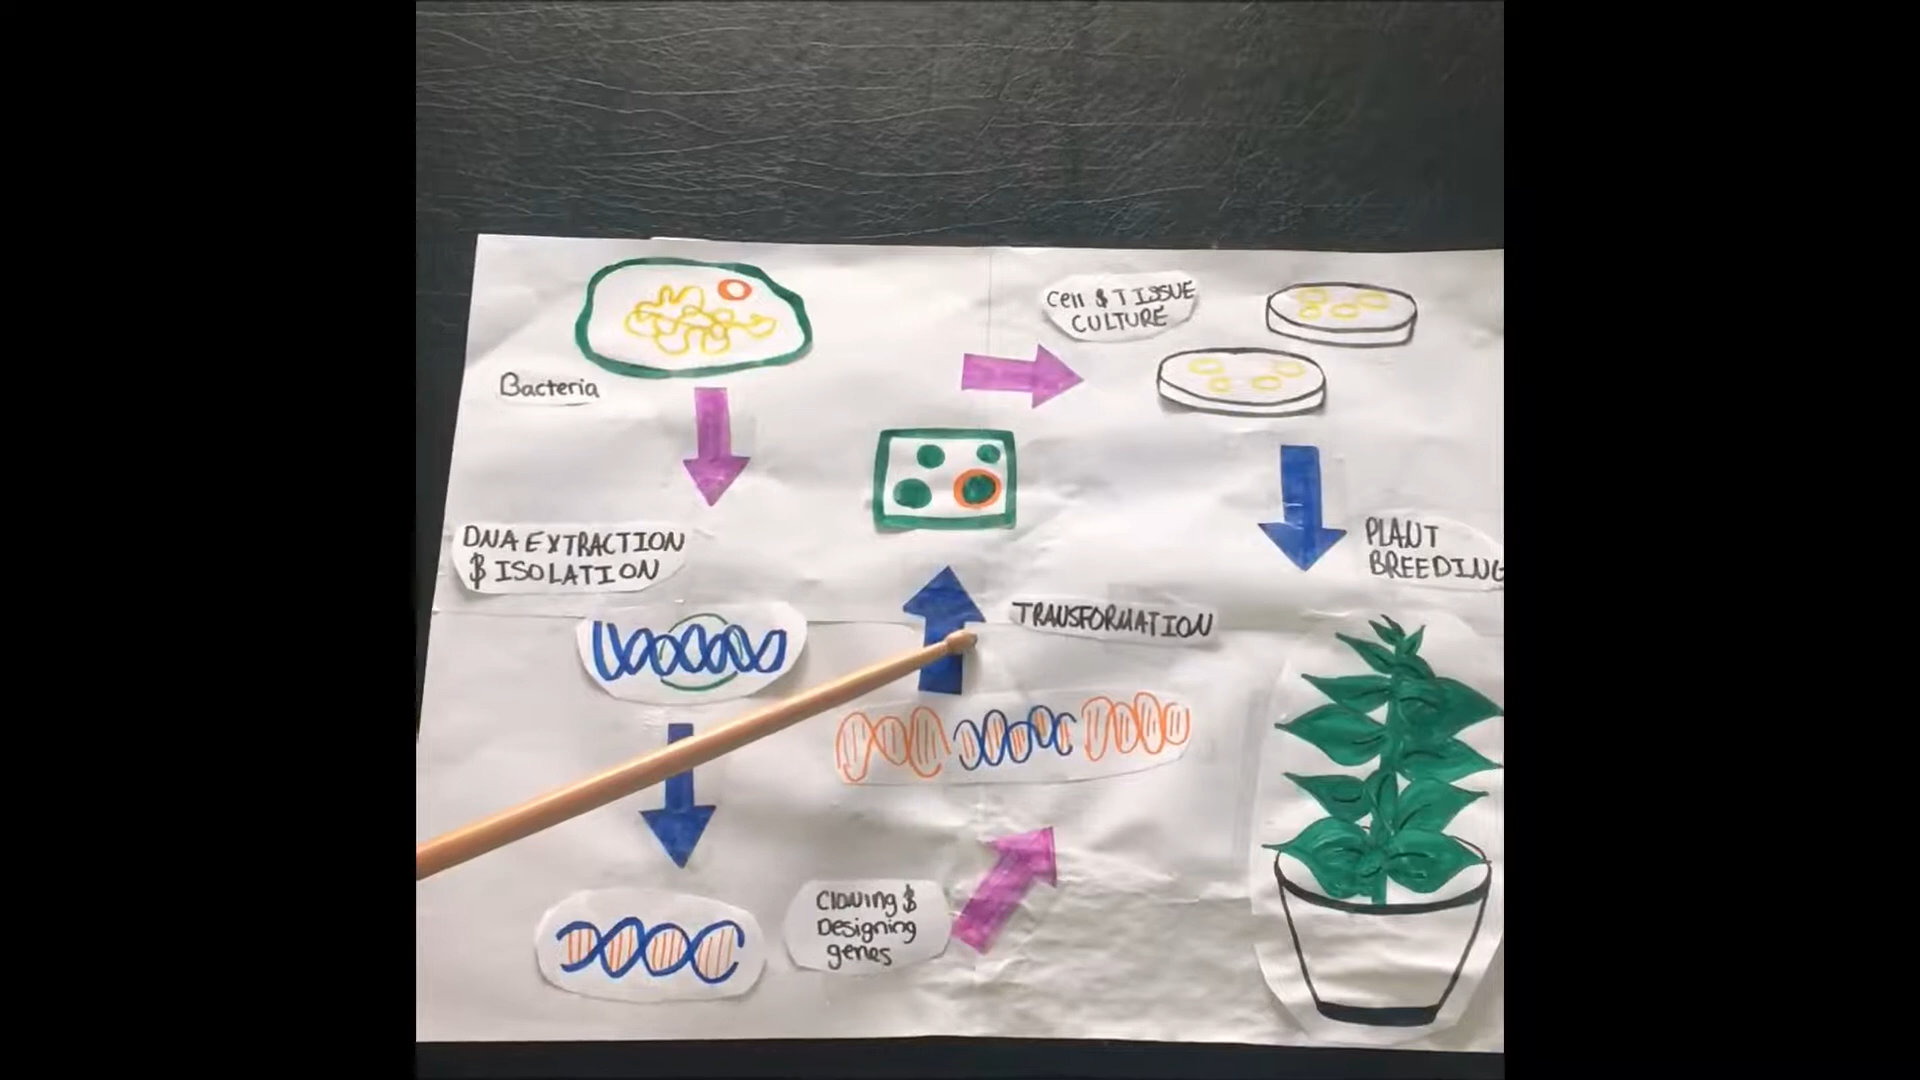 Bacteria
DNA EXTRACTION
& ISOLATION
Cloning &
Designing
genes
TRANSFORMATION
Cell & TISSUE
CULTURE
PLANT
BREEDING